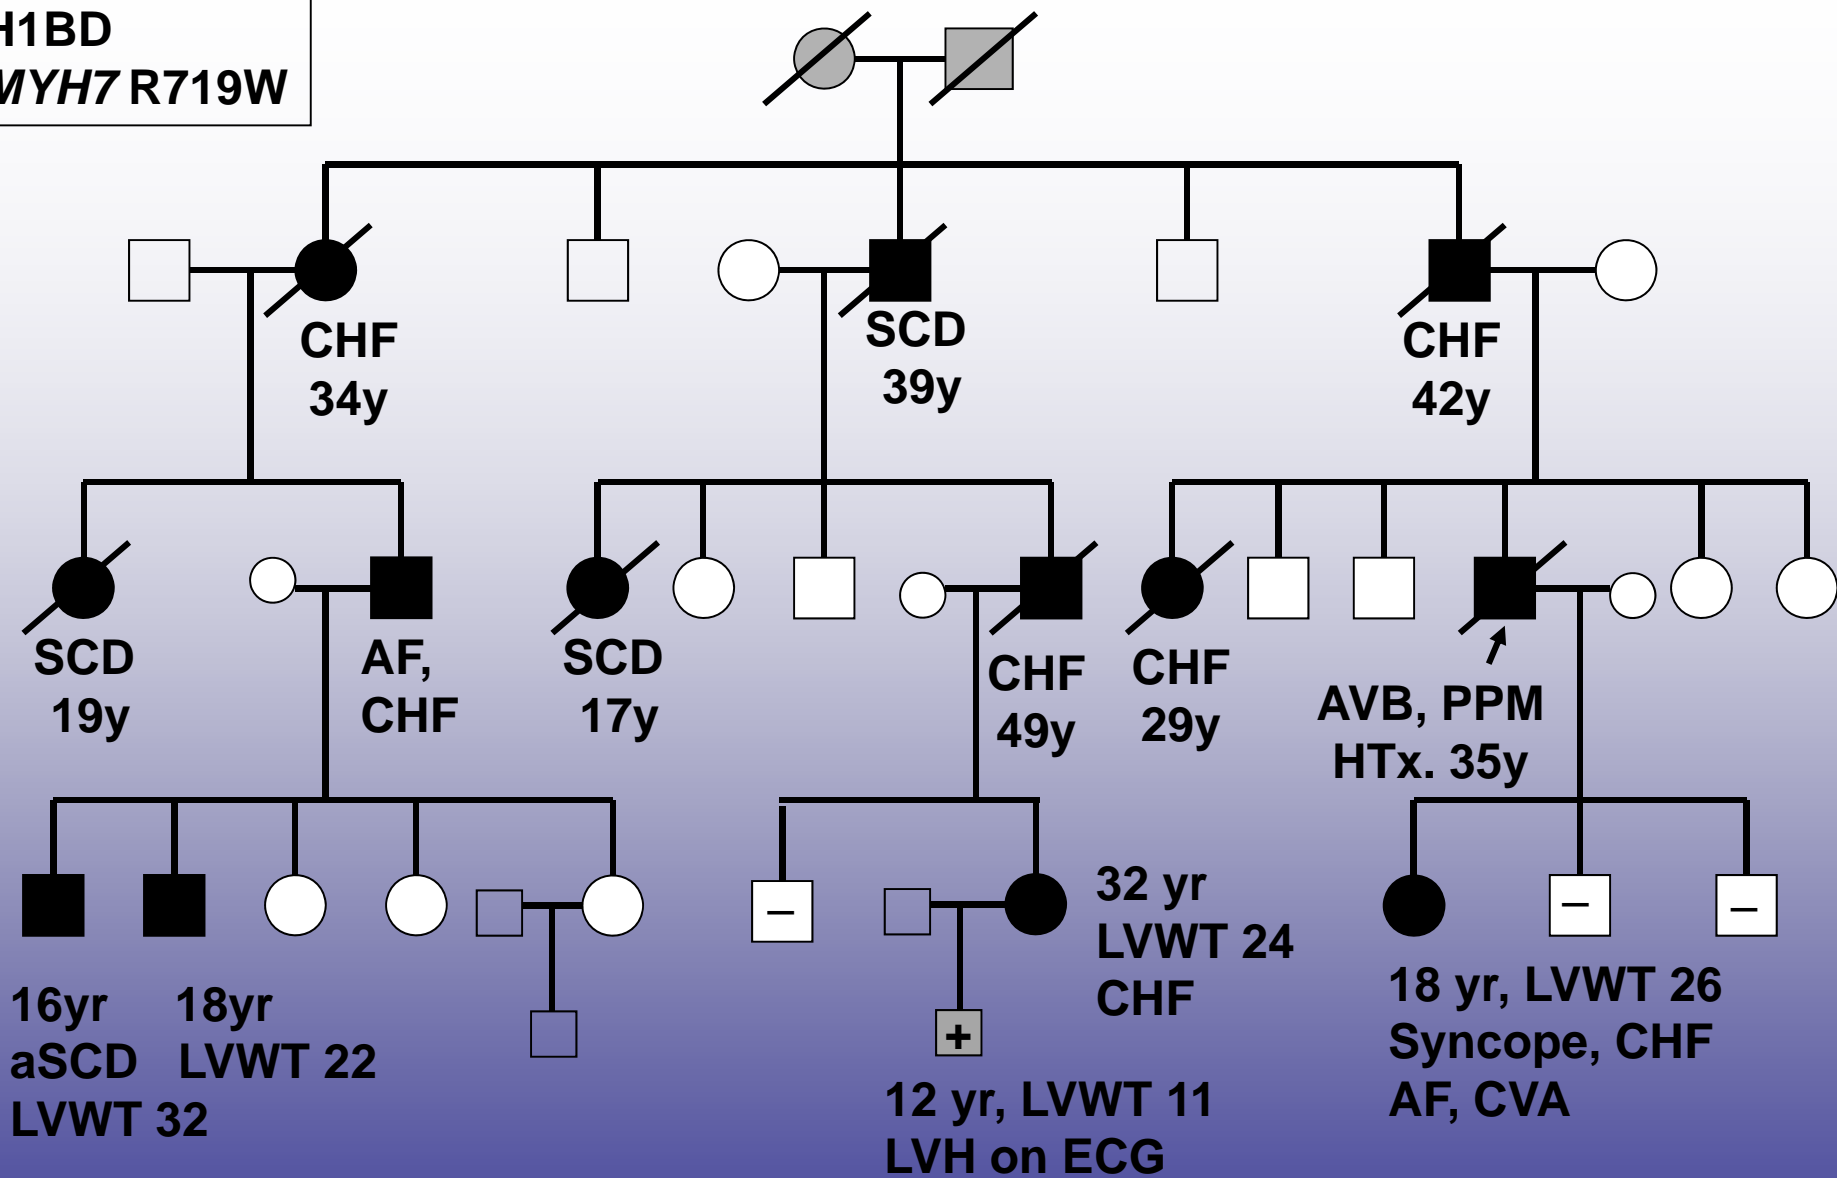 H1BD
MYH7 R719W
CHF
34y
SCD
39y
CHF
42y
SCD
19y
AF,
CHF
SCD
17y
CHF
49y
CHF
29y
AVB, PPM
HTx. 35y
–
–
–
16yr
aSCD
LVWT 32
18yr
LVWT 22
32 yr
LVWT 24
CHF
+
12 yr, LVWT 11
LVH on ECG
18 yr, LVWT 26
Syncope, CHF
AF, CVA